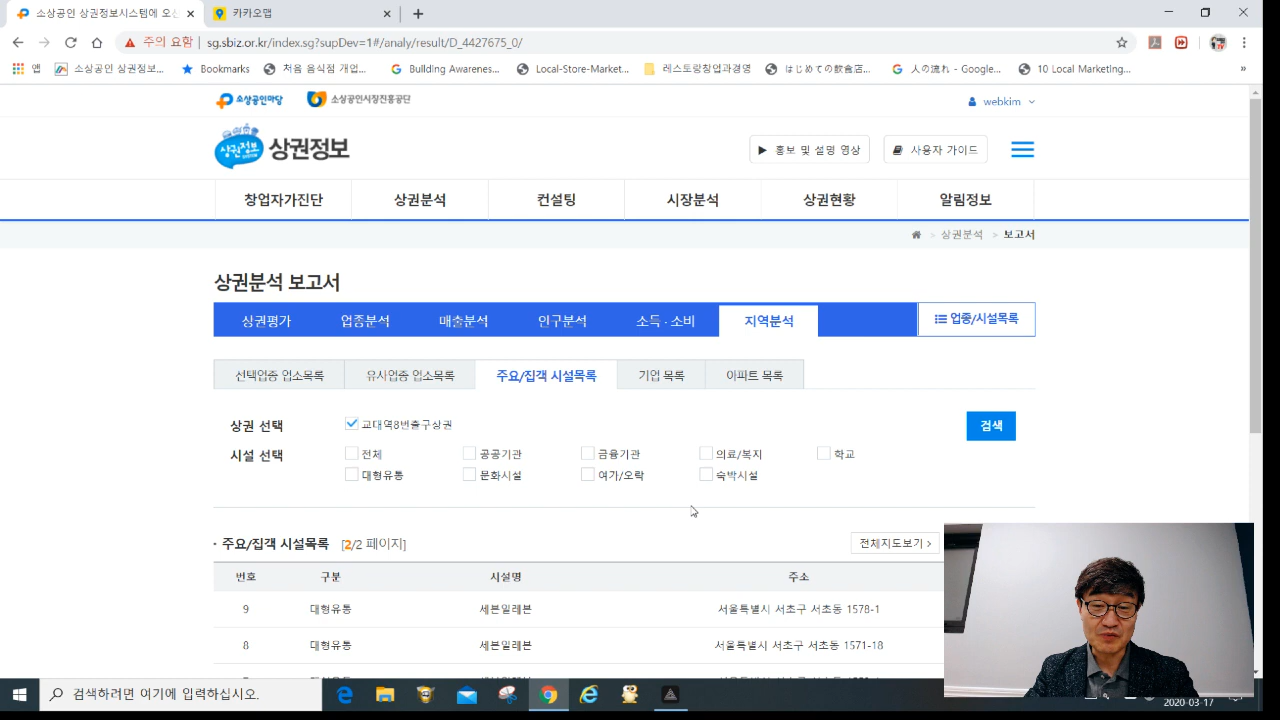 소상공인 상권정보시스템에 오신
카카오맵
주의 요함
sg.sbiz.or.kr/index.sg?supDev=1#/analy/result/D_4427675_0/
앱
소상공인 상권정보...
Bookmarks
처음 음식점 개업...
Building Awarenes...
Local-Store-Market...
레스토랑창업과경영
はじめての飲食店...
人の流れ - Google...
10 Local Marketing...
»
소상공인마당
소상공인시장진흥공단
webkim
상권정보 상권정보
▶ 홍보 및 설명 영상
사용자 가이드
창업자가진단
상권분석
컨설팅
시장분석
상권현황
알림정보
> 상권분석 > 보고서
상권분석 보고서
상권평가
업종분석
매출분석
인구분석
소득 · 소비
지역분석
업종/시설목록
선택업종 업소목록
유사업종 업소목록
주요/집객 시설목록
기업 목록
아파트 목록
상권 선택
교대역8번출구상권
검색
시설 선택
전체
공공기관
금융기관
의료/복지
학교
대형유통
문화시설
여가/오락
숙박시설
· 주요/집객 시설목록 [2/2 페이지]
전체지도보기 >
번호 구분 시설명 주소
9 대형유통 세븐일레븐 서울특별시 서초구 서초동 1578-1
8 대형유통 세븐일레븐 서울특별시 서초구 서초동 1571-18
검색하려면 여기에 입력하십시오.
2020-03-17